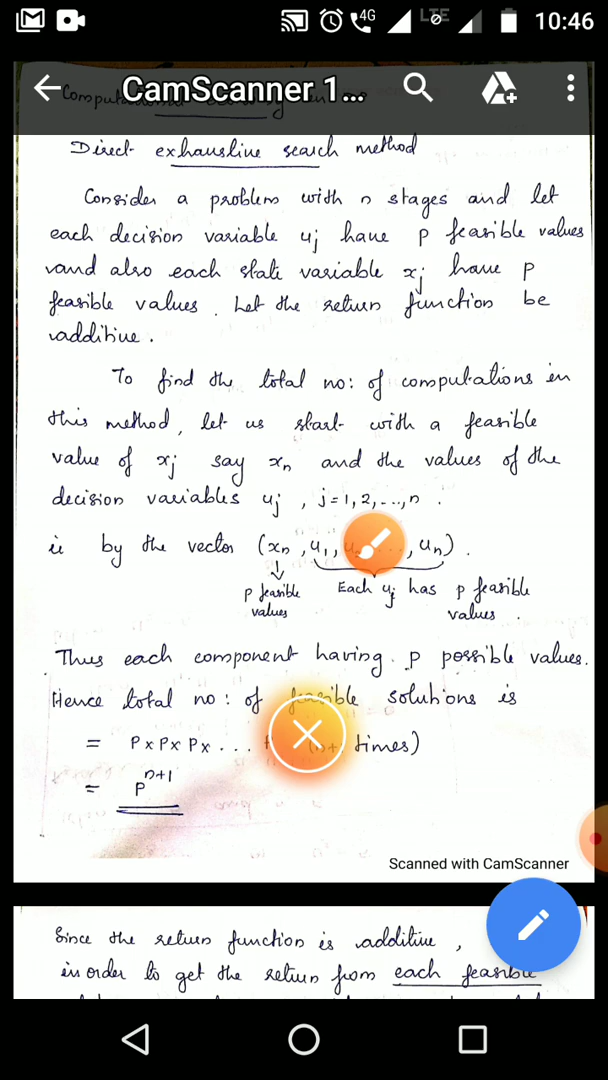 LTE 4G 10:46
CamScanner 1...
Direct exhaustive search method
Consider a problem with n stages and let
each decision variable uj have p feasible values
and also each state variable xj have p
feasible values. Let the return function be
additive.
To find the total no: of computations in
this method, let us start with a feasible
value of xj say xn and the values of the
decision variables uj, j=1,2,...,n.
ie by the vector (xn, u1, ..., un).
p feasible values
Each uj has p feasible values
Thus each component having p possible values.
Hence total no: of feasible solutions is
= p x p x p x ... times)
= p^n+1
Scanned with CamScanner
Since the return function is additive,
in order to get the return from each feasible